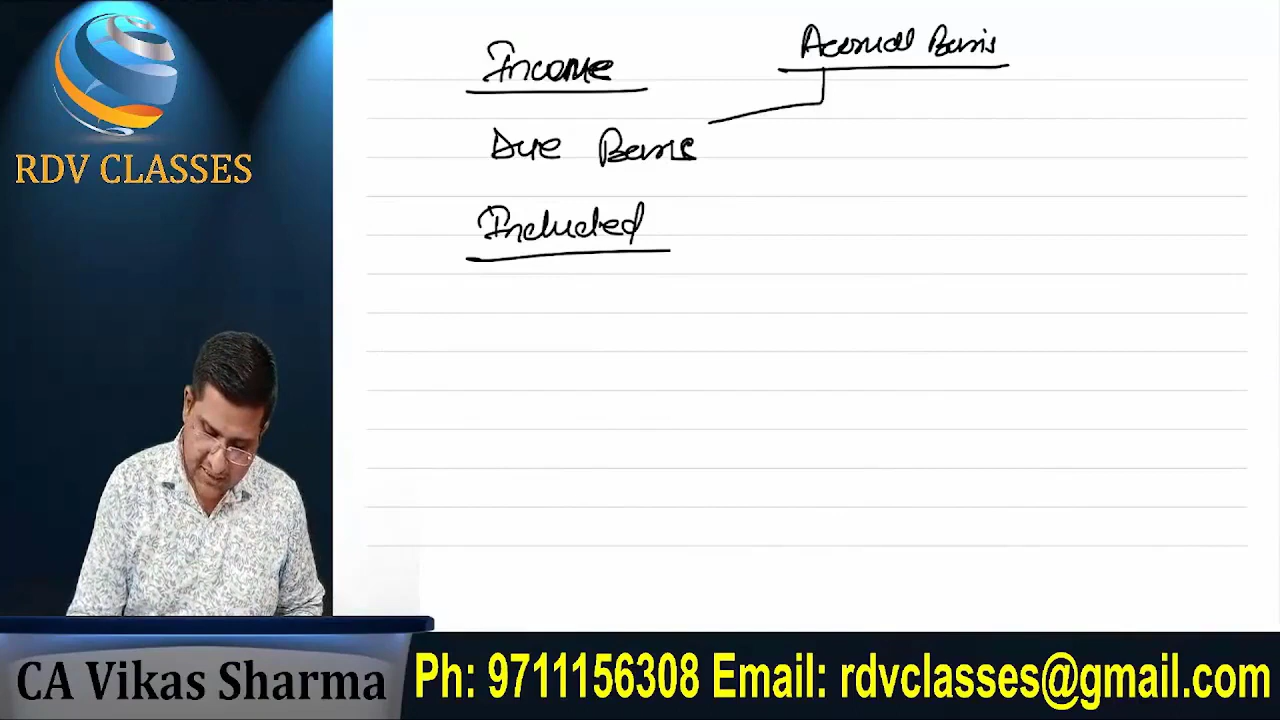 RDV CLASSES
Accrual Basis
Income
Due Basis
Included
CA Vikas Sharma
Ph: 9711156308 Email: rdvclasses@gmail.com